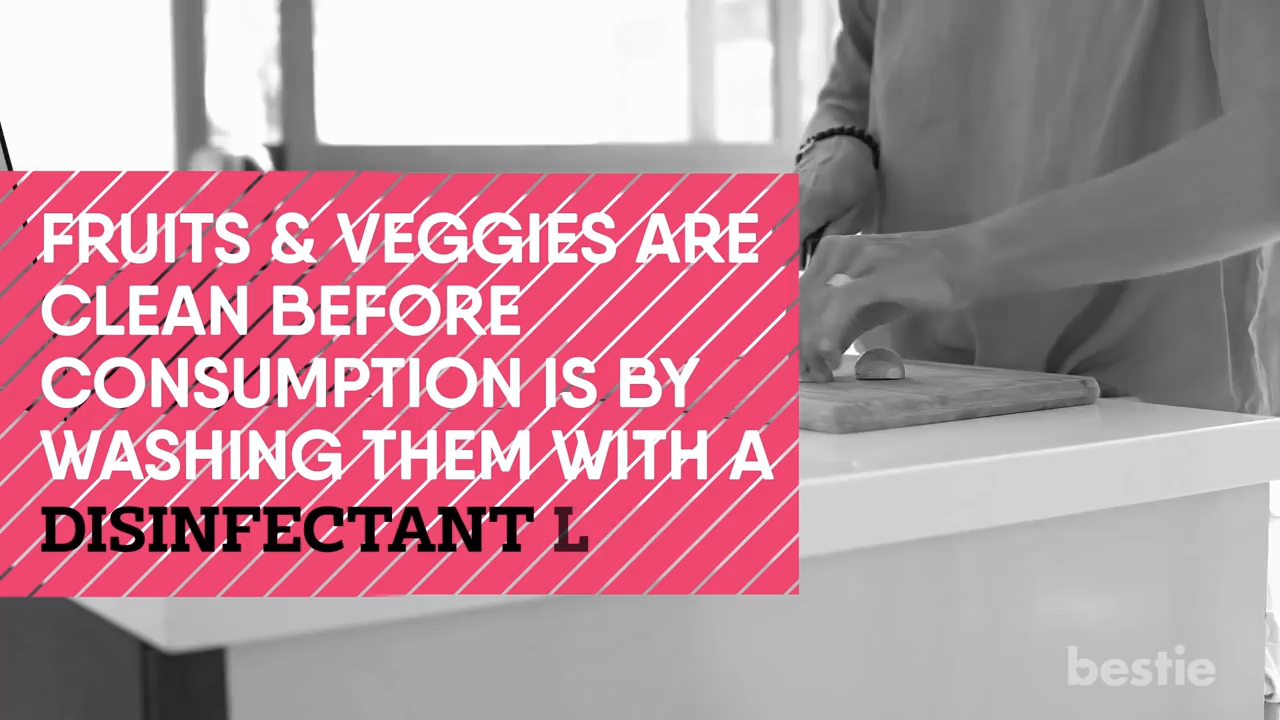 FRUITS & VEGGIES ARE
CLEAN BEFORE
CONSUMPTION IS BY
WASHING THEM WITH A
DISINFECTANT L
bestie